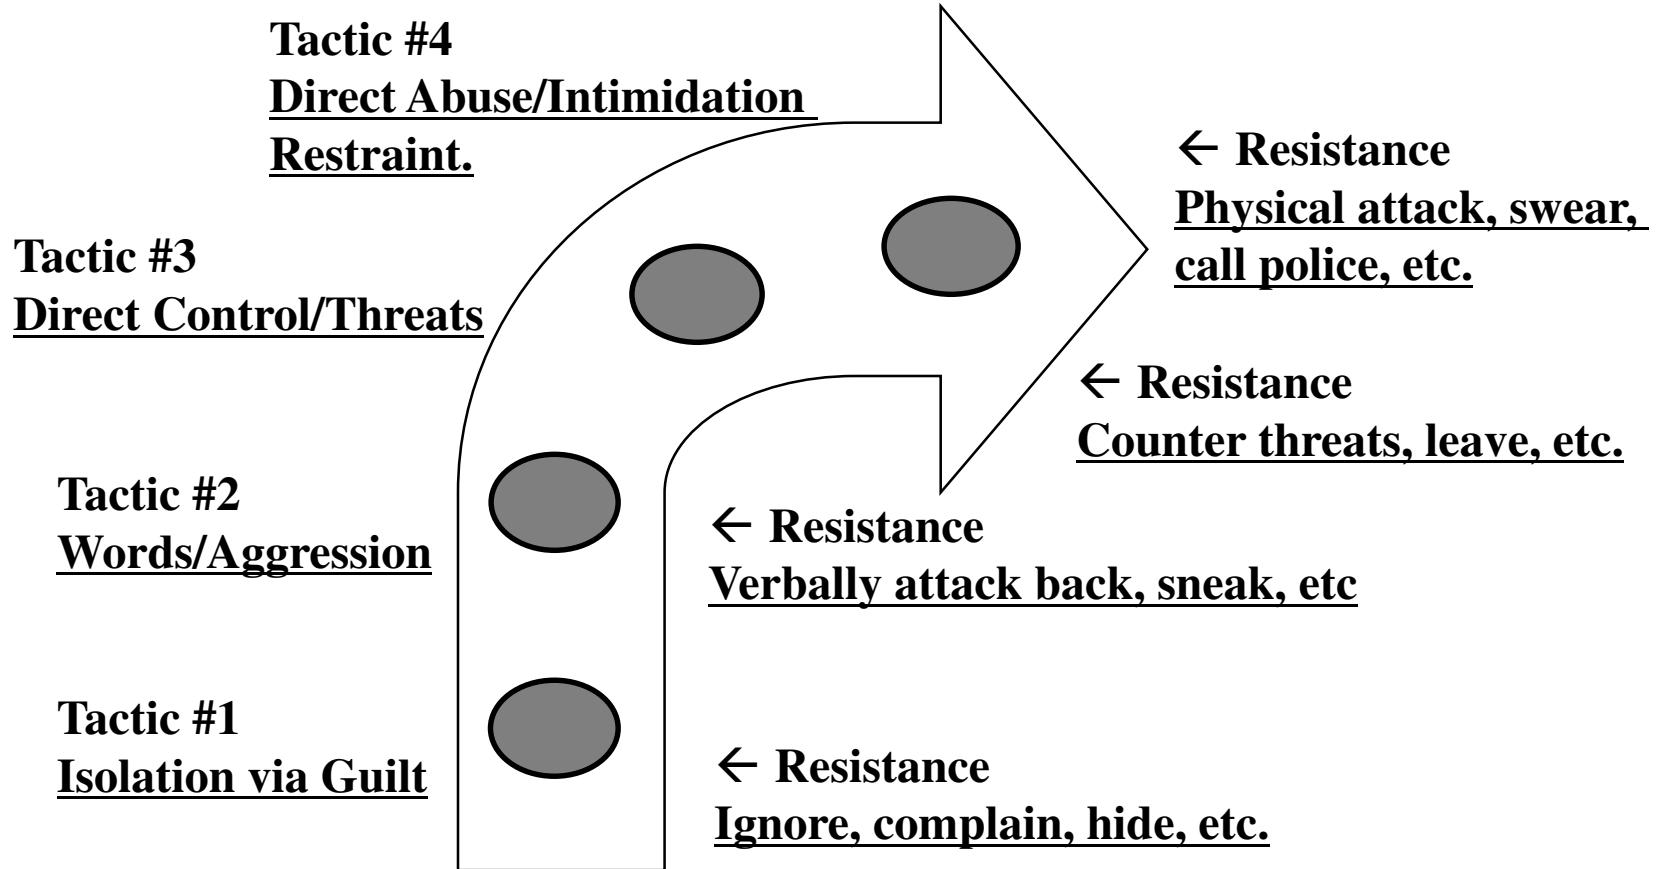 Tactic #4
Direct Abuse/Intimidation
Restraint.
← Resistance
Physical attack, swear,
call police, etc.
Tactic #3
Direct Control/Threats
← Resistance
Counter threats, leave, etc.
Tactic #2
Words/Aggression
← Resistance
Verbally attack back, sneak, etc
Tactic #1
Isolation via Guilt
← Resistance
Ignore, complain, hide, etc.